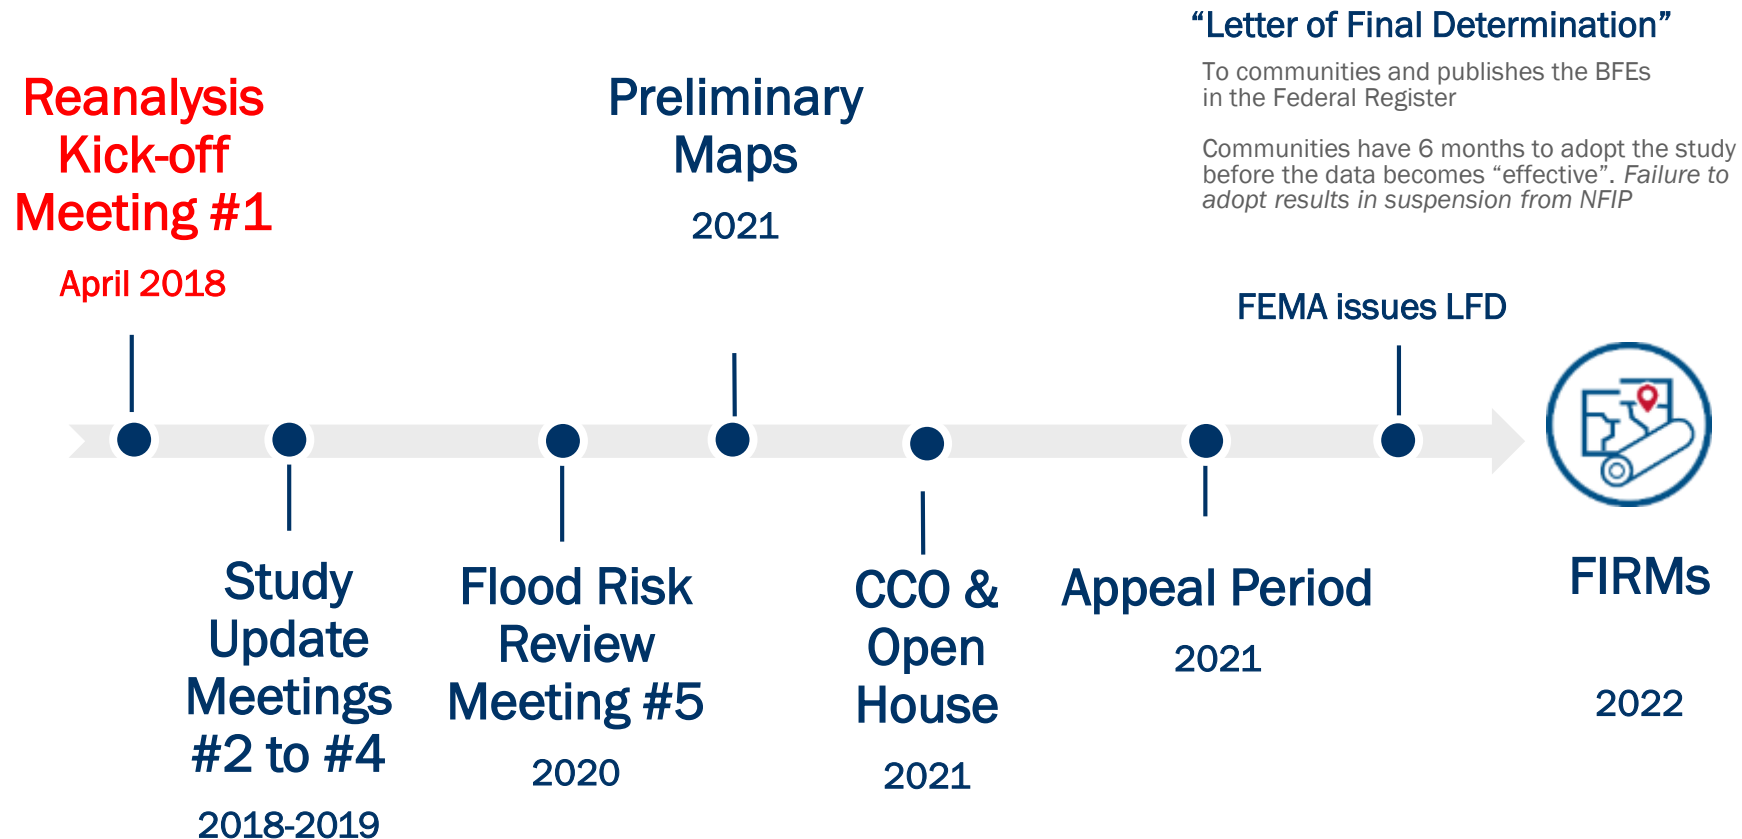 Reanalysis
Kick-off
Meeting #1
April 2018
Study
Update
Meetings
#2 to #4
2018-2019
Flood Risk
Review
Meeting #5
2020
Preliminary
Maps
2021
CCO &
Open
House
2021
Appeal Period
2021
“Letter of Final Determination”
To communities and publishes the BFEs
in the Federal Register
Communities have 6 months to adopt the study
before the data becomes “effective”. Failure to
adopt results in suspension from NFIP
FEMA issues LFD
FIRMs
2022